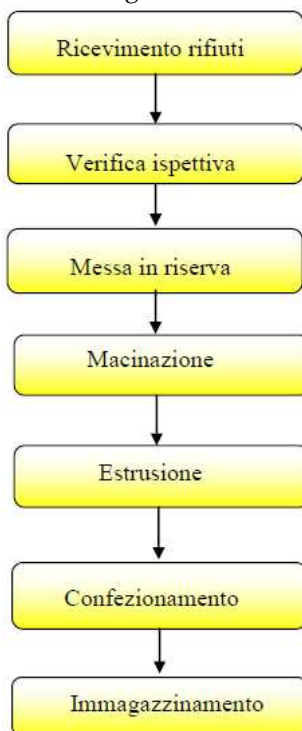 Ricevimento rifiuti
Verifica ispettiva
Messa in riserva
Macinazione
Estrusione
Confezionamento
Immagazzinamento